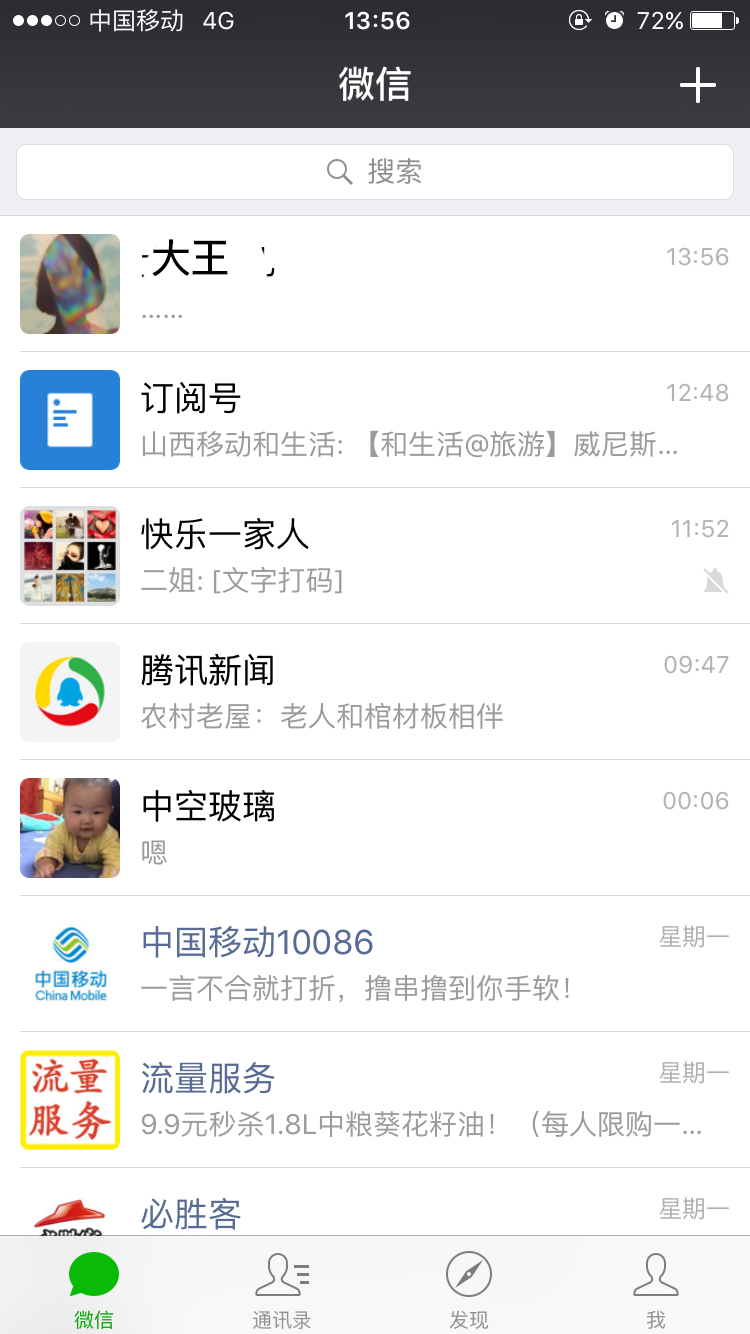 中国移动 4G 13:56 72%
微信
搜索
大王 13:56
......
订阅号 12:48
山西移动和生活: 【和生活@旅游】威尼斯...
快乐一家人 11:52
二姐: [文字打码]
腾讯新闻 09:47
农村老屋：老人和棺材板相伴
中空玻璃 00:06
嗯
中国移动10086 星期一
中国移动
China Mobile
一言不合就打折，撸串撸到你手软！
流量服务 星期一
流量
服务
9.9元秒杀1.8L中粮葵花籽油！（每人限购一...
必胜客 星期一
微信 通讯录 发现 我